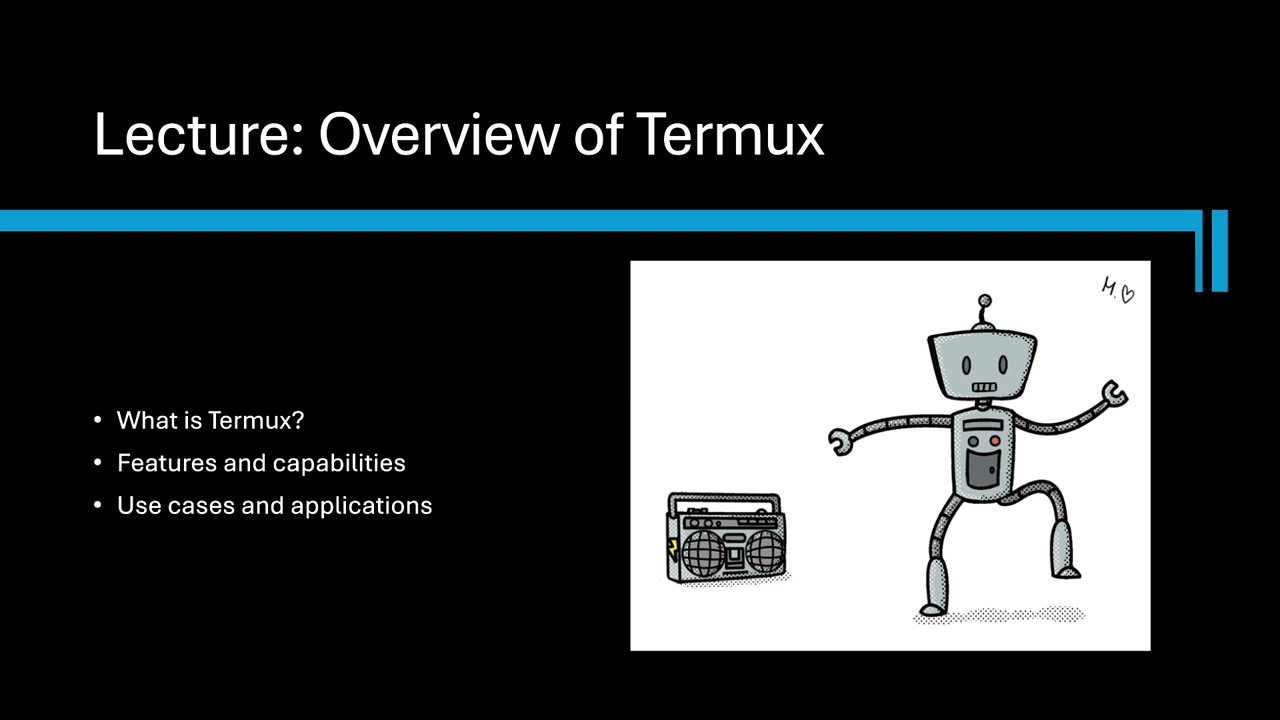 Lecture: Overview of Termux
M.♡
• What is Termux?
• Features and capabilities
• Use cases and applications